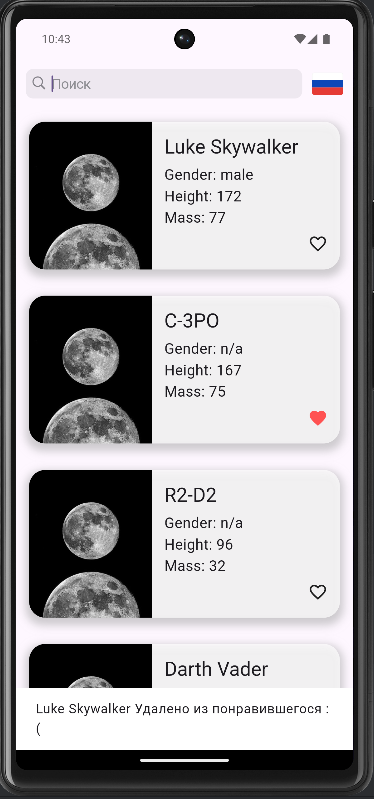 10:43
Поиск
Luke Skywalker
Gender: male
Height: 172
Mass: 77
C-3PO
Gender: n/a
Height: 167
Mass: 75
R2-D2
Gender: n/a
Height: 96
Mass: 32
Darth Vader
Luke Skywalker Удалено из понравившегося :
(